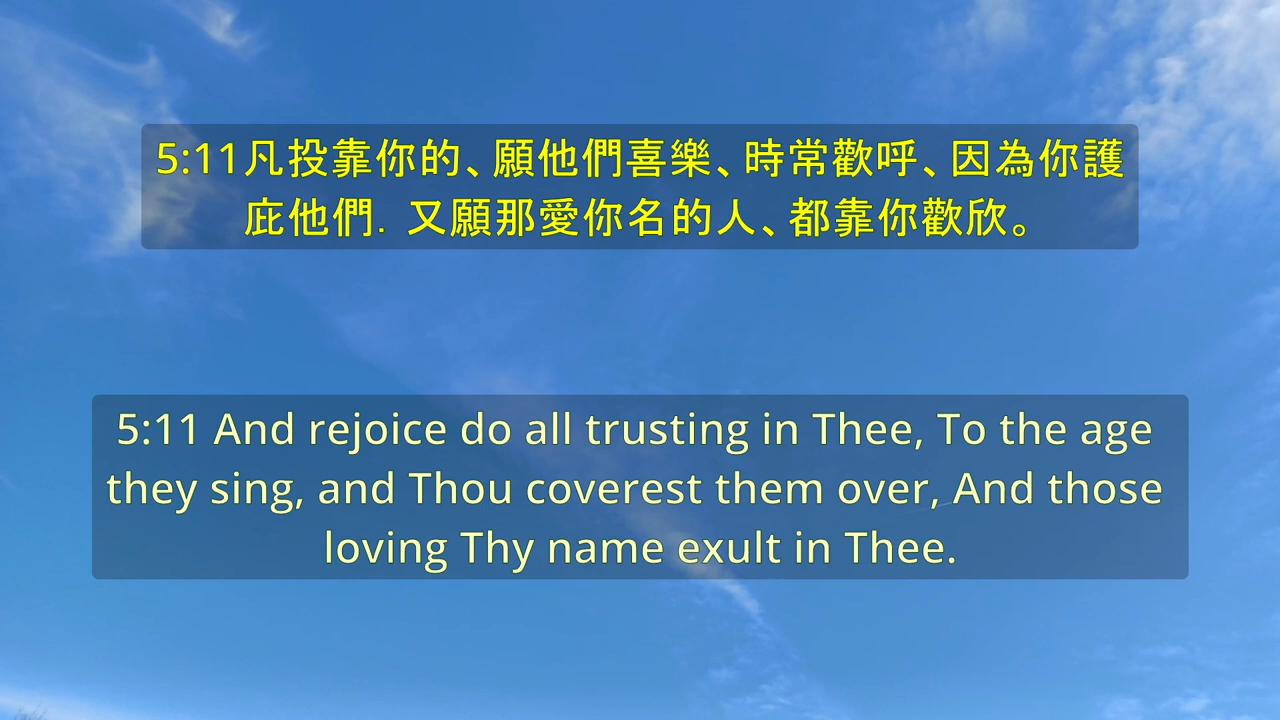 5:11凡投靠你的、願他們喜樂、時常歡呼、因為你護
庇他們．又願那愛你名的人、都靠你歡欣。
5:11 And rejoice do all trusting in Thee, To the age
they sing, and Thou coverest them over, And those
loving Thy name exult in Thee.